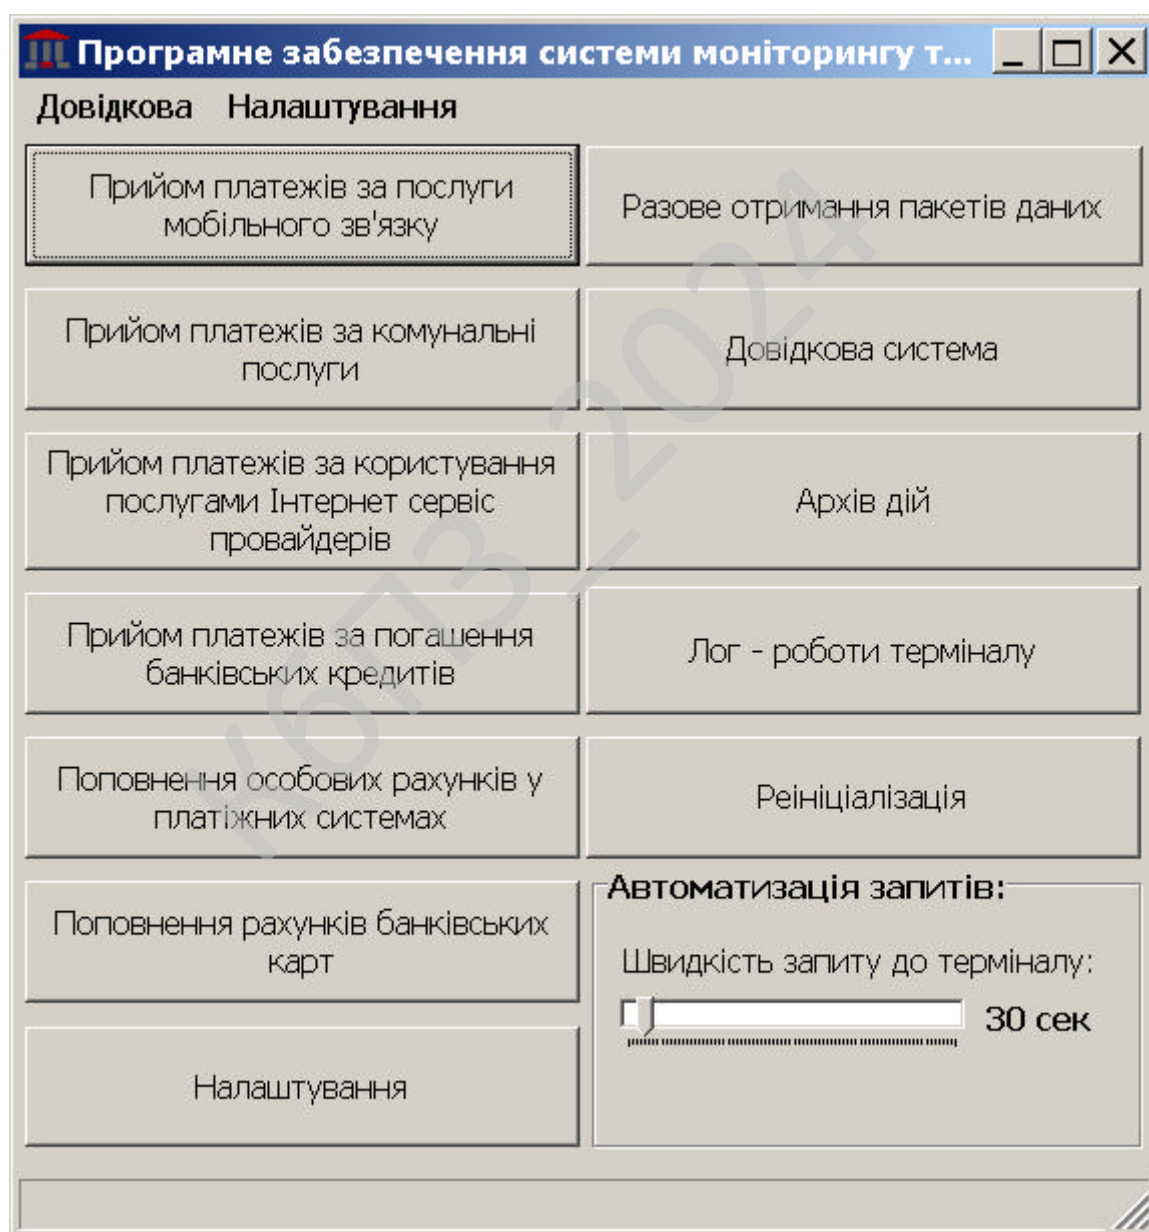 Програмне забезпечення системи моніторингу т...
Довідкова Налаштування
Прийом платежів за послуги
мобільного зв'язку
Разове отримання пакетів даних
Прийом платежів за комунальні
послуги
Довідкова система
Прийом платежів за користування
послугами Інтернет сервіс
провайдерів
Архів дій
Прийом платежів за погашення
банківських кредитів
Лог - роботи терміналу
Поповнення особових рахунків у
платіжних системах
Реініціалізація
Поповнення рахунків банківських
карт
Налаштування
Автоматизація запитів:
Швидкість запиту до терміналу:
30 сек
КбПЗ_2024